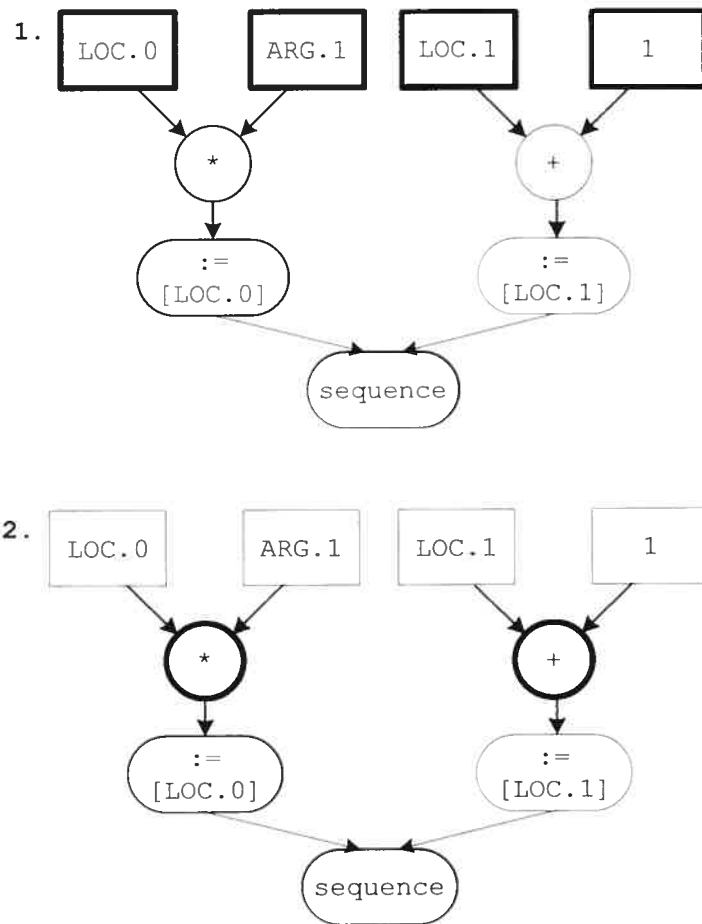 1.
LOC.0 ARG.1 LOC.1 1
* +
:= :=
[LOC.0] [LOC.1]
sequence
2.
LOC.0 ARG.1 LOC.1 1
* +
:= :=
[LOC.0] [LOC.1]
sequence